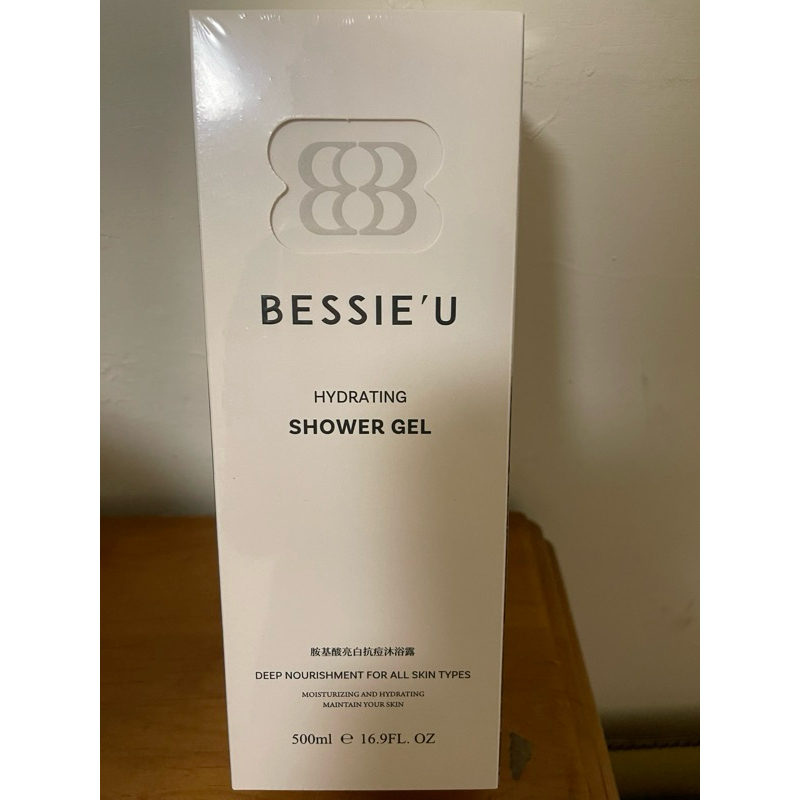 BESSIE'U
HYDRATING
SHOWER GEL
胺基酸亮白抗痘沐浴露
DEEP NOURISHMENT FOR ALL SKIN TYPES
MOISTURIZING AND HYDRATING
MAINTAIN YOUR SKIN
500ml ℮ 16.9FL. OZ